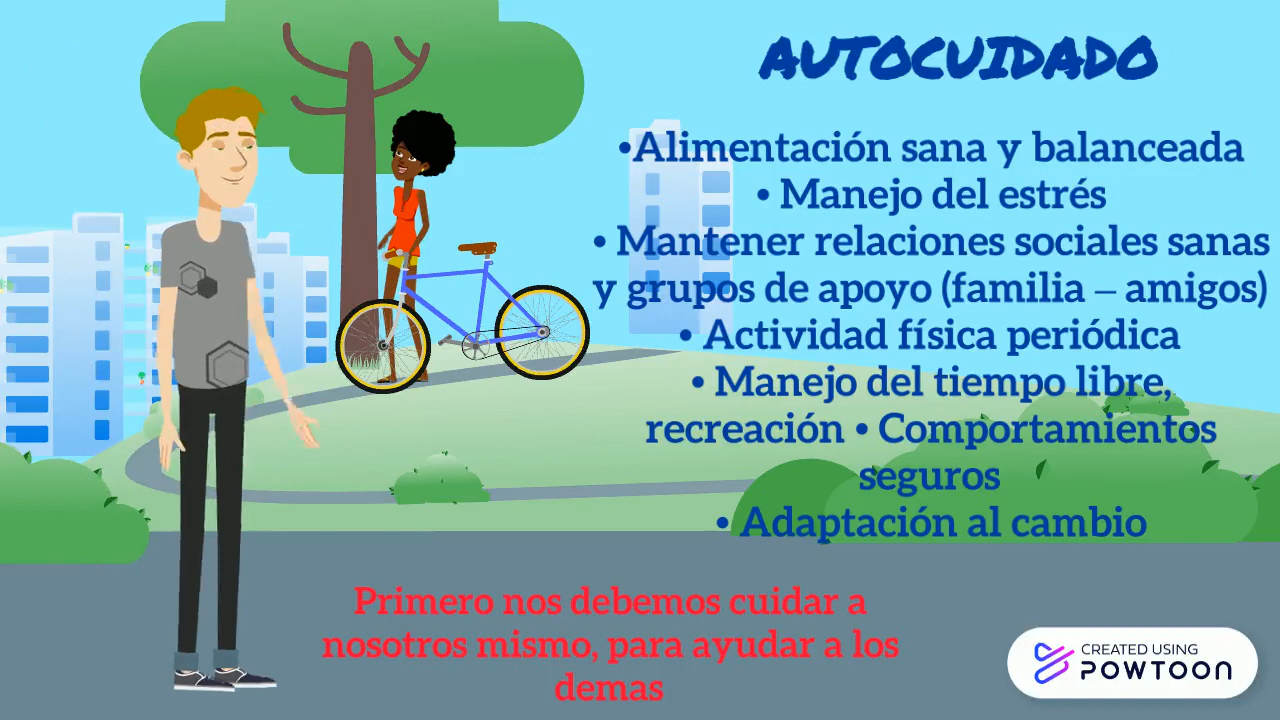 AUTOCUIDADO
•Alimentación sana y balanceada
• Manejo del estrés
• Mantener relaciones sociales sanas
y grupos de apoyo (familia – amigos)
• Actividad física periódica
• Manejo del tiempo libre,
recreación • Comportamientos
seguros
• Adaptación al cambio
Primero nos debemos cuidar a
nosotros mismo, para ayudar a los
demas
CREATED USING
POWTOON